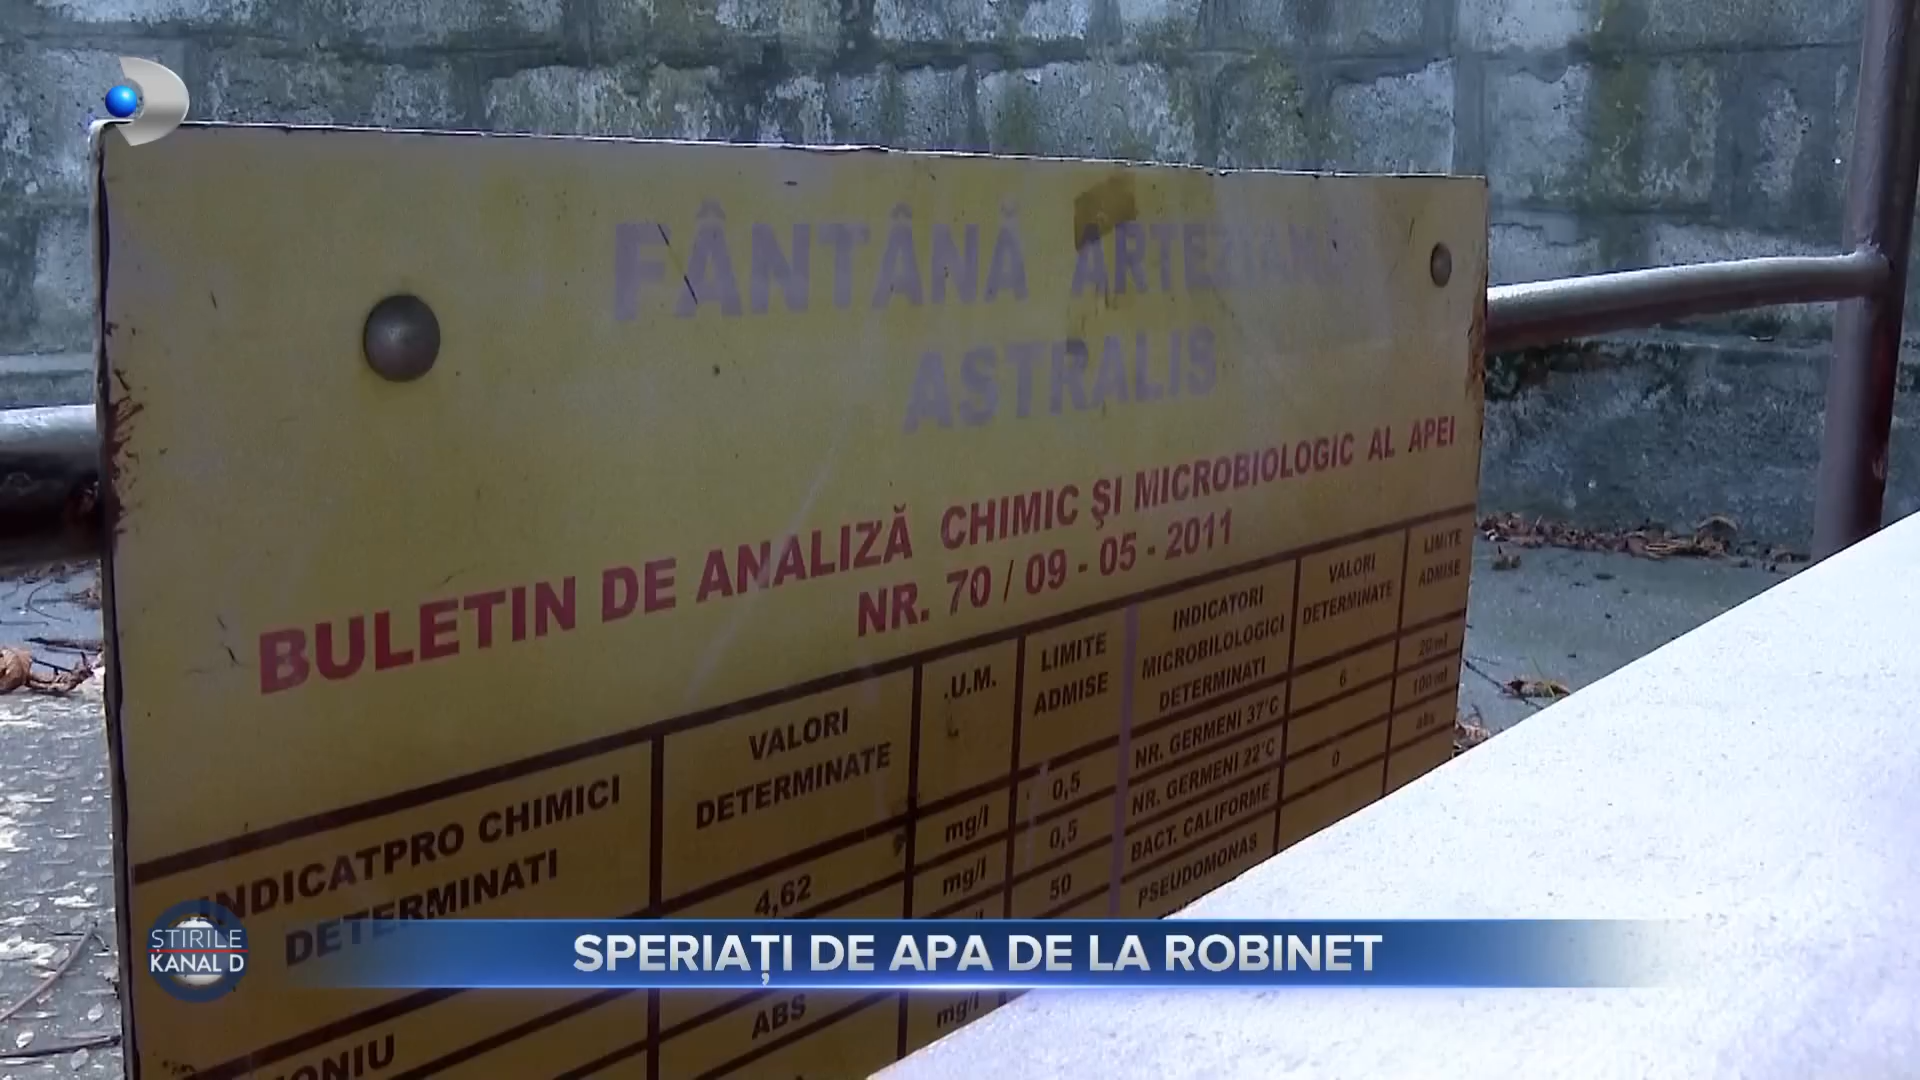 FÂNTÂNĂ ARTEZIANĂ
ASTRALIS
BULETIN DE ANALIZĂ CHIMIC ŞI MICROBIOLOGIC AL APEI
NR. 70 / 09 - 05 - 2011
INDICATPRO CHIMICI
DETERMINATI
VALORI
DETERMINATE
.U.M.
LIMITE
ADMISE
INDICATORI
MICROBILOLOGICI
DETERMINATI
VALORI
DETERMINATE
LIMITE
ADMISE
4,62
mg/l
0,5
NR. GERMENI 37°C
6
20/ml
mg/l
0,5
NR. GERMENI 22°C
0
100/ml
50
BACT. CALIFORME
abs
PSEUDOMONAS
ABS
mg/l
STIRILE
KANAL D
SPERIAȚI DE APA DE LA ROBINET